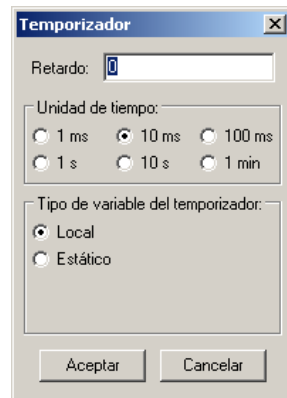 Temporizador
Retardo: 0
Unidad de tiempo:
1 ms 10 ms 100 ms
1 s 10 s 1 min
Tipo de variable del temporizador:
Local
Estático
Aceptar Cancelar